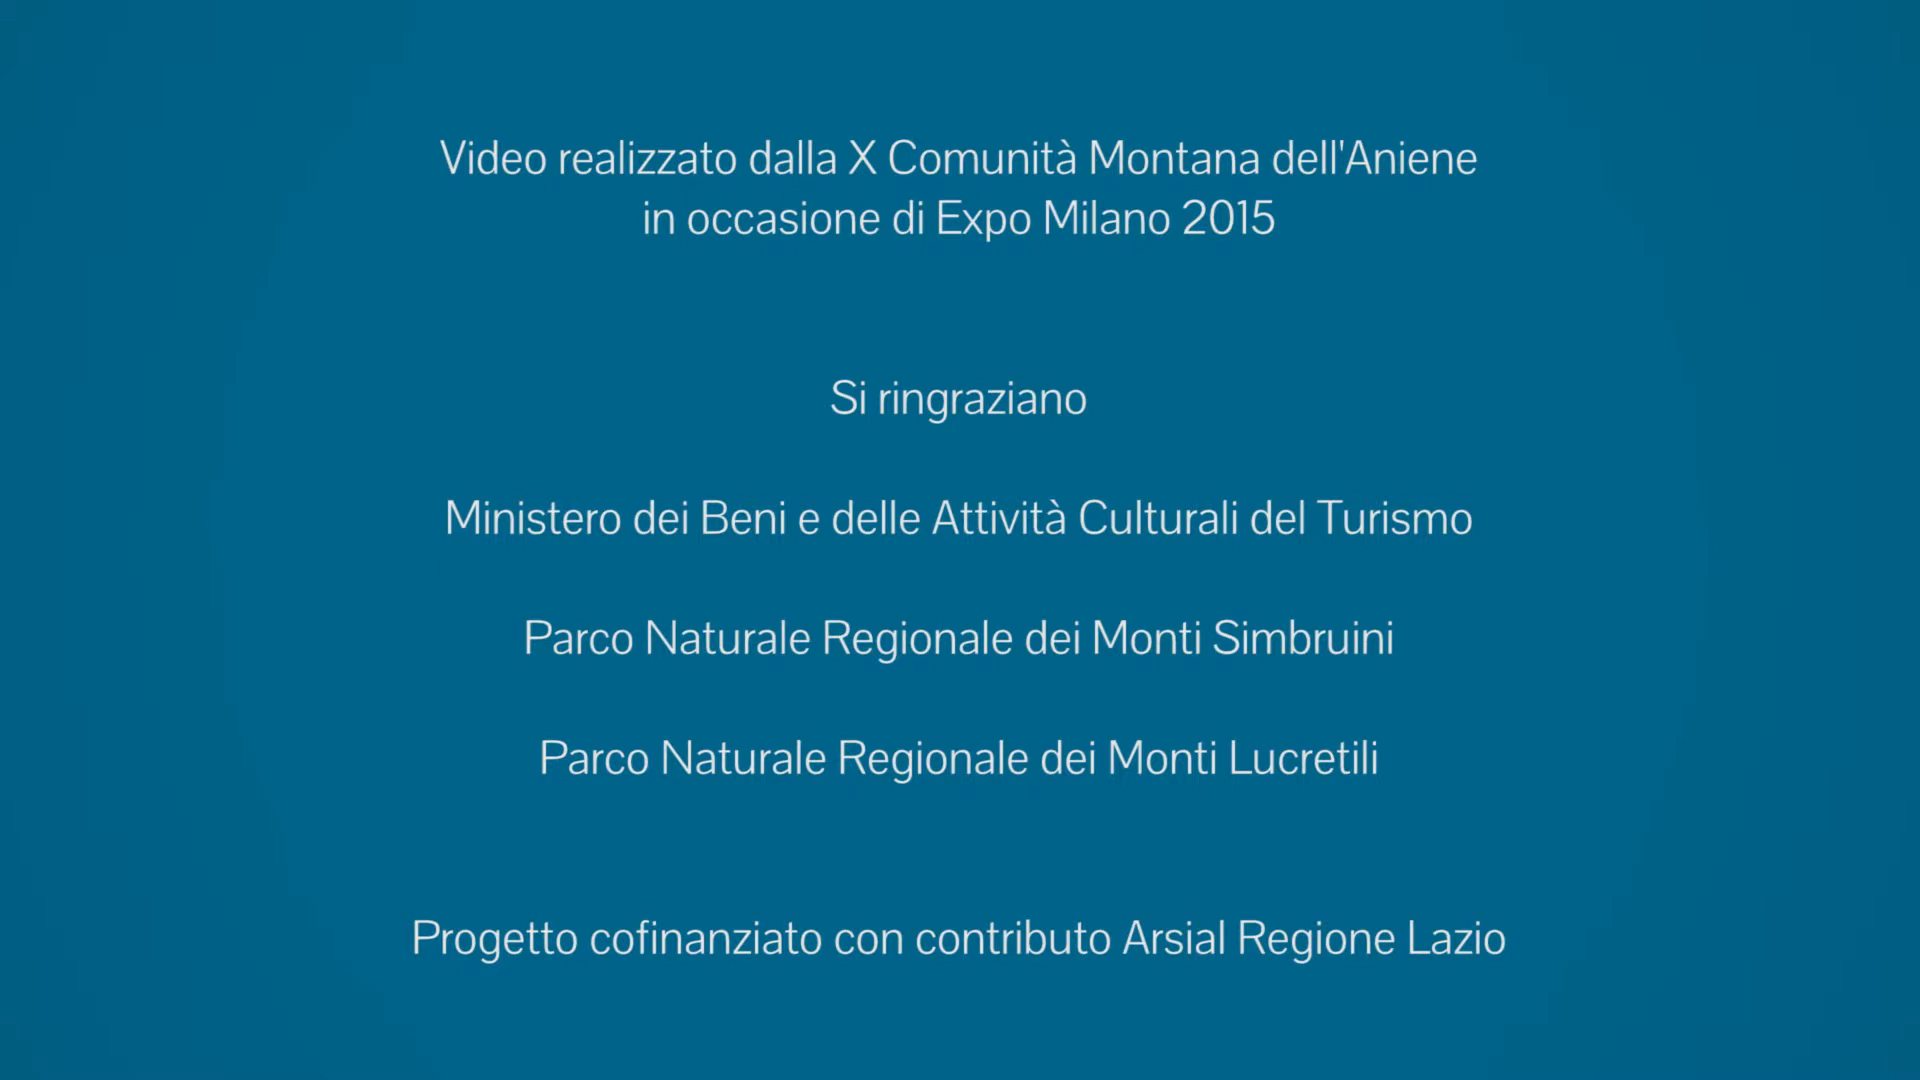 Video realizzato dalla X Comunità Montana dell'Aniene
in occasione di Expo Milano 2015
Si ringraziano
Ministero dei Beni e delle Attività Culturali del Turismo
Parco Naturale Regionale dei Monti Simbruini
Parco Naturale Regionale dei Monti Lucretili
Progetto cofinanziato con contributo Arsial Regione Lazio